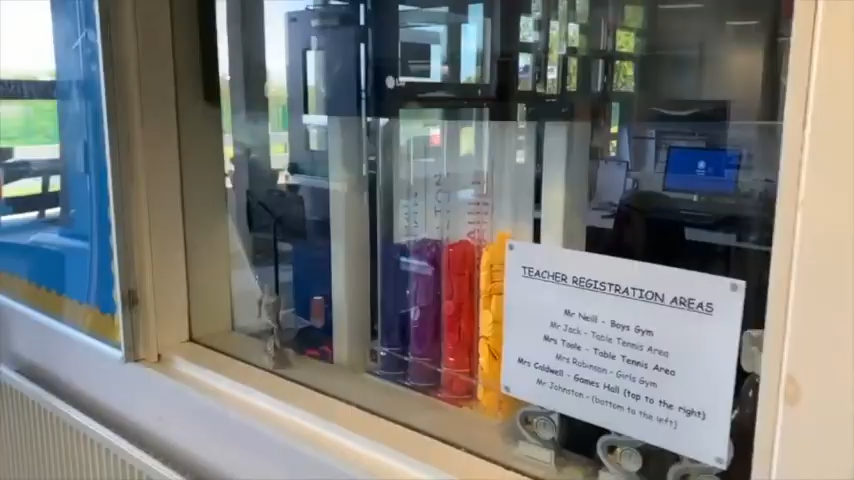 TEACHER REGISTRATION AREAS
Mr Neill - Boys Gym
Mr Jack - Table Tennis Area
Mrs Toole - Table Tennis Area
Mrs Robinson - Girls Gym
Mrs Caldwell - Games Hall (top to the right)
Mr Johnston - (bottom to the left)